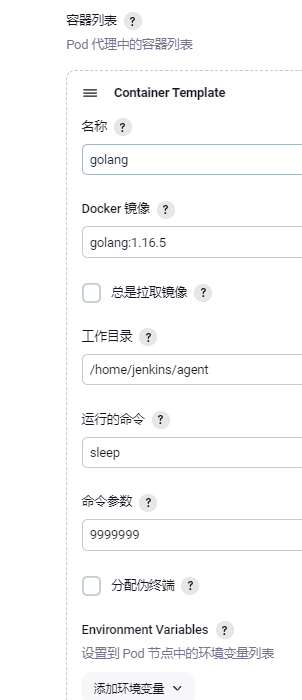 容器列表 ?
Pod 代理中的容器列表
Container Template
名称 ?
golang
Docker 镜像 ?
golang:1.16.5
总是拉取镜像 ?
工作目录 ?
/home/jenkins/agent
运行的命令 ?
sleep
命令参数 ?
9999999
分配伪终端 ?
Environment Variables ?
设置到 Pod 节点中的环境变量列表
添加环境变量